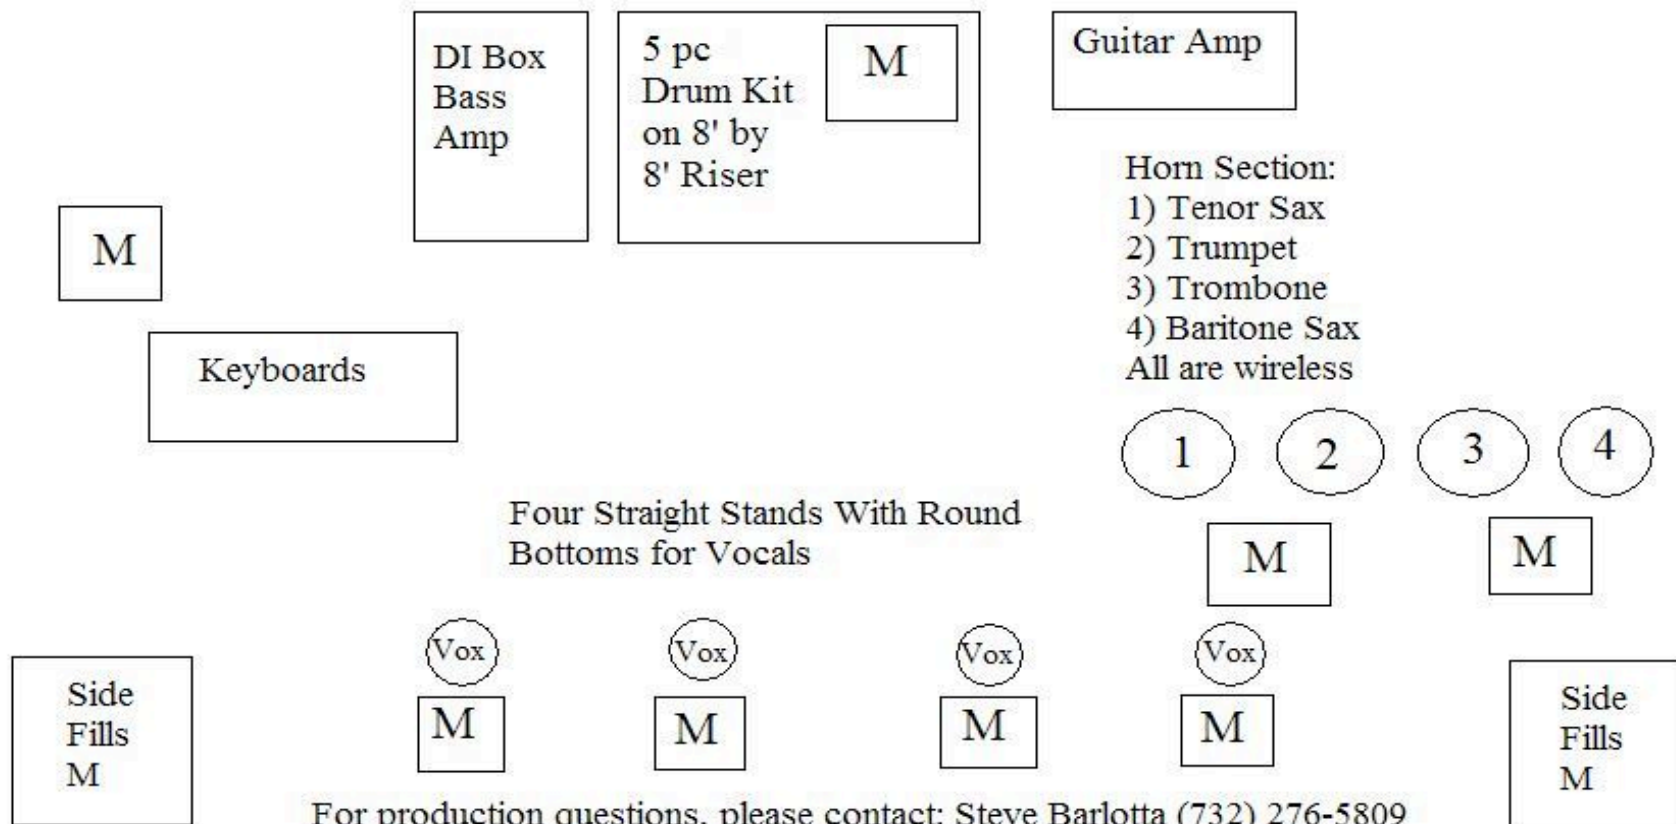 DI Box
Bass
Amp
5 pc
Drum Kit
on 8' by
8' Riser
M
Guitar Amp
Horn Section:
1) Tenor Sax
2) Trumpet
3) Trombone
4) Baritone Sax
All are wireless
M
Keyboards
1 2 3 4
Four Straight Stands With Round
Bottoms for Vocals
M M
Vox Vox Vox Vox
M M M M
Side
Fills
M
Side
Fills
M
For production questions, please contact: Steve Barlotta (732) 276-5809